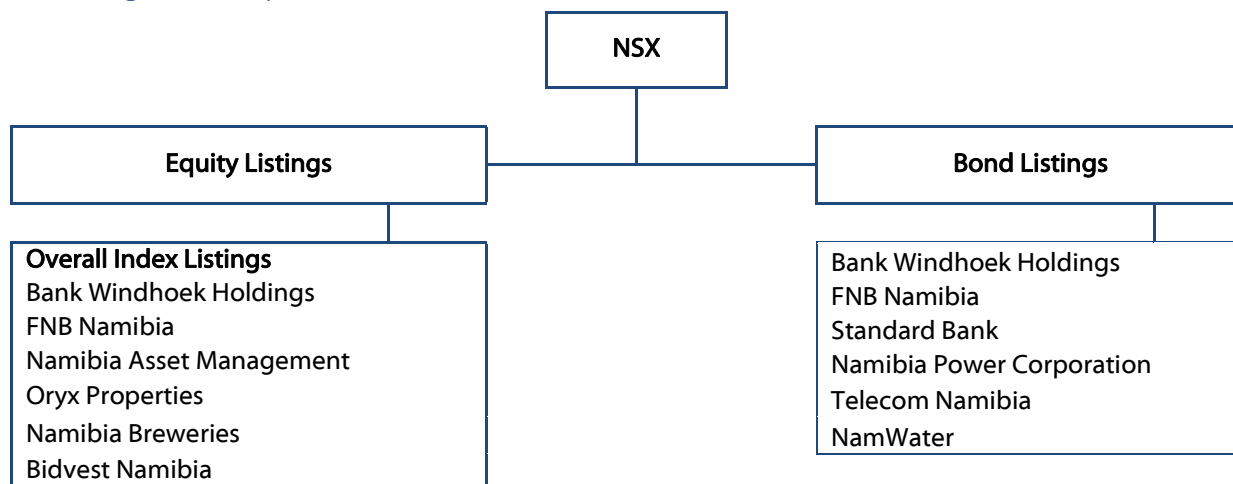 NSX
Equity Listings
Bond Listings
Overall Index Listings
Bank Windhoek Holdings
FNB Namibia
Namibia Asset Management
Oryx Properties
Namibia Breweries
Bidvest Namibia
Bank Windhoek Holdings
FNB Namibia
Standard Bank
Namibia Power Corporation
Telecom Namibia
NamWater